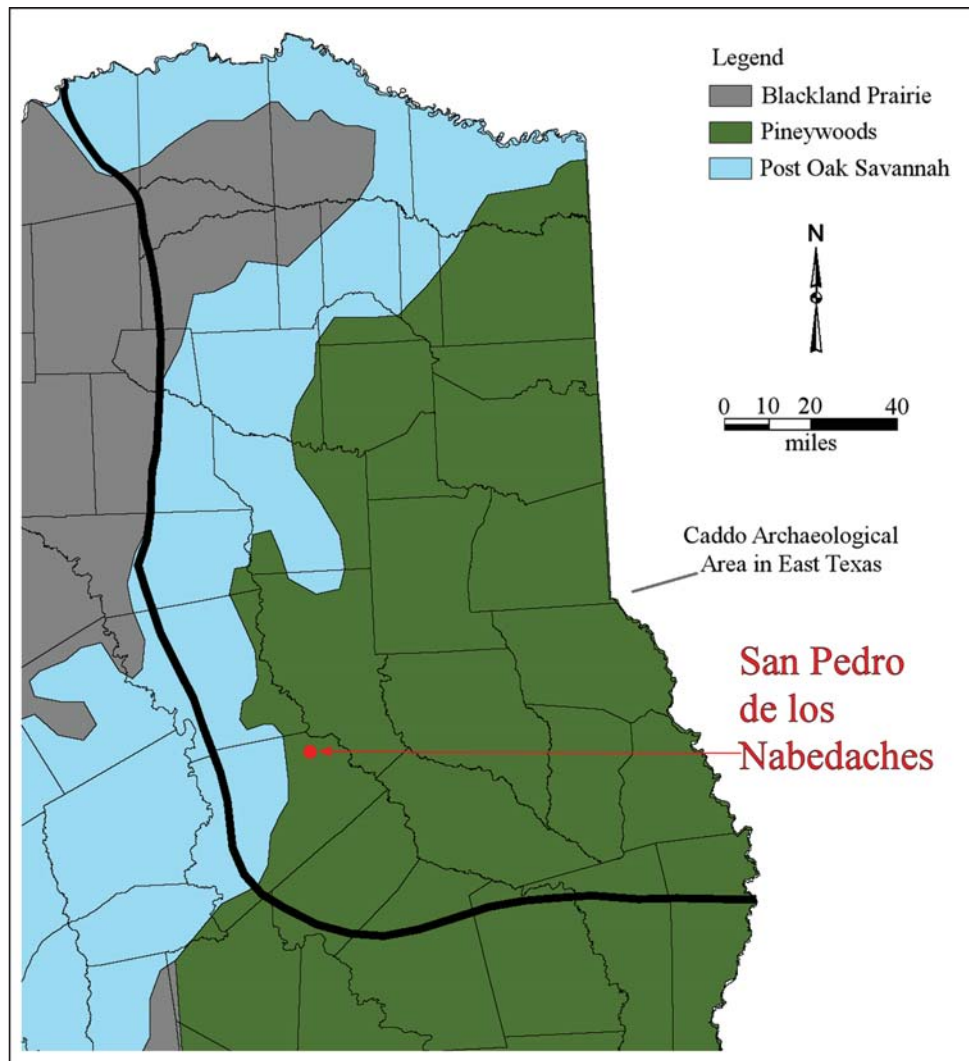 Legend
Blackland Prairie
Pineywoods
Post Oak Savannah
N
0 10 20 40
miles
Caddo Archaeological
Area in East Texas
San Pedro
de los
Nabedaches